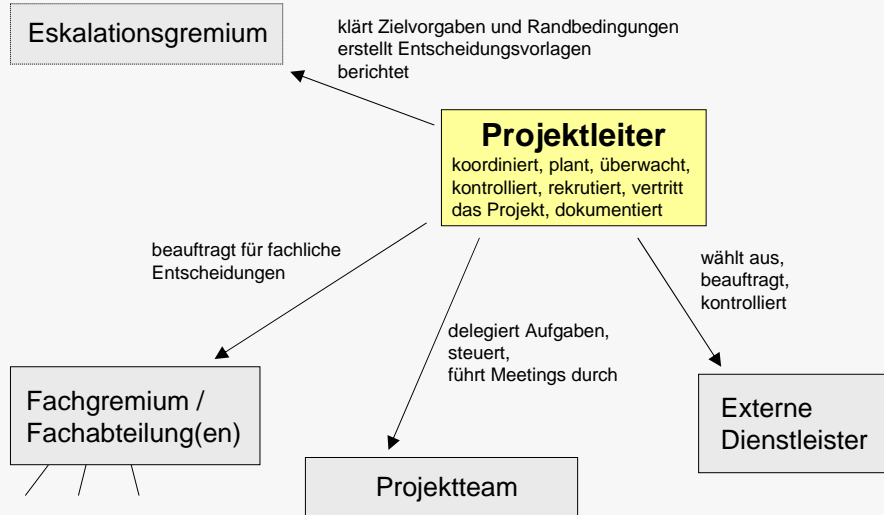 Eskalationsgremium
klärt Zielvorgaben und Randbedingungen
erstellt Entscheidungsvorlagen
berichtet
Projektleiter
koordiniert, plant, überwacht,
kontrolliert, rekrutiert, vertritt
das Projekt, dokumentiert
beauftragt für fachliche
Entscheidungen
wählt aus,
beauftragt,
kontrolliert
delegiert Aufgaben,
steuert,
führt Meetings durch
Fachgremium /
Fachabteilung(en)
Externe
Dienstleister
Projektteam